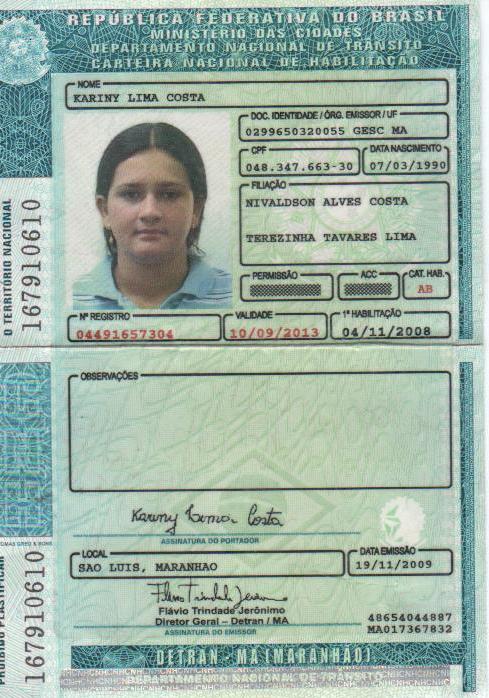 REPÚBLICA FEDERATIVA DO BRASIL
MINISTÉRIO DAS CIDADES
DEPARTAMENTO NACIONAL DE TRÂNSITO
CARTEIRA NACIONAL DE HABILITAÇÃO
NOME
KARINY LIMA COSTA
DOC. IDENTIDADE / ÓRG. EMISSOR / UF
0299650320055 GESC MA
CPF
048.347.663-30
DATA NASCIMENTO
07/03/1990
FILIAÇÃO
NIVALDSON ALVES COSTA
TEREZINHA TAVARES LIMA
PERMISSÃO
ACC
CAT. HAB.
AB
Nº REGISTRO
04491657304
VALIDADE
10/09/2013
1ª HABILITAÇÃO
04/11/2008
O TERRITÓRIO NACIONAL
167910610
OBSERVAÇÕES
Kariny Lima Costa
ASSINATURA DO PORTADOR
LOCAL
SAO LUIS, MARANHAO
DATA EMISSÃO
19/11/2009
Flávio Trindade Jerônimo
Diretor Geral – Detran / MA
ASSINATURA DO EMISSOR
48654044887
MA017367832
PROIBIDO PLASTIFICAR
167910610
DETRAN - MA (MARANHÃO)
DEPARTAMENTO NACIONAL DE TRÂNSITO